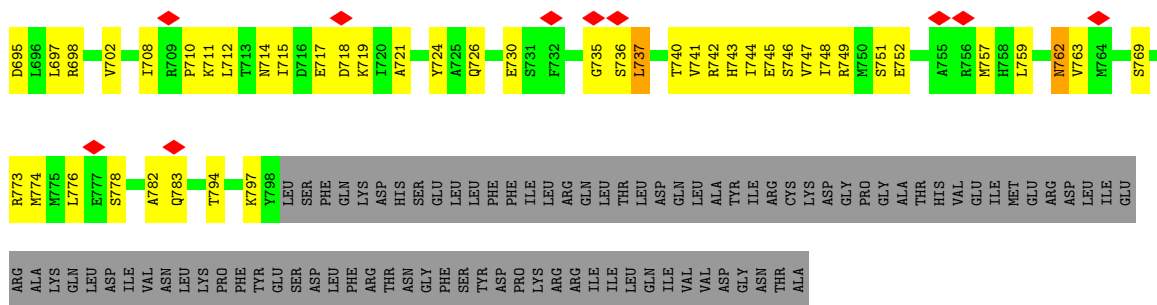 D695 L696 L697 R698 V702 I708 R709 P710 K711 L712 T713 N714 I715 D716 E717 D718 K719 I720 A721 Y724 A725 Q726 E730 S731 F732 G735 S736 L737 T740 V741 R742 H743 I744 E745 S746 V747 I748 R749 M750 S751 E752 A755 R756 M757 H758 L759 N762 V763 M764 S769
R773 M774 M775 L776 E777 S778 A782 Q783 T794 K797 Y798 LEU SER PHE GLN LYS ASP HIS SER GLU LEU LEU PHE PHE ILE LEU ARG GLN LEU THR LEU ASP GLN LEU ALA TYR ILE ARG CYS LYS ASP GLY PRO GLY ALA THR HIS VAL GLU ILE MET GLU ARG ASP LEU ILE GLU
ARG ALA LYS GLN LEU ASP ILE VAL ASN LEU LYS PRO PHE TYR GLU SER ASP LEU PHE ARG THR ASN GLY PHE SER TYR ASP PRO LYS ARG ARG ILE ILE LEU GLN ILE VAL VAL ASP GLY ASN THR ALA